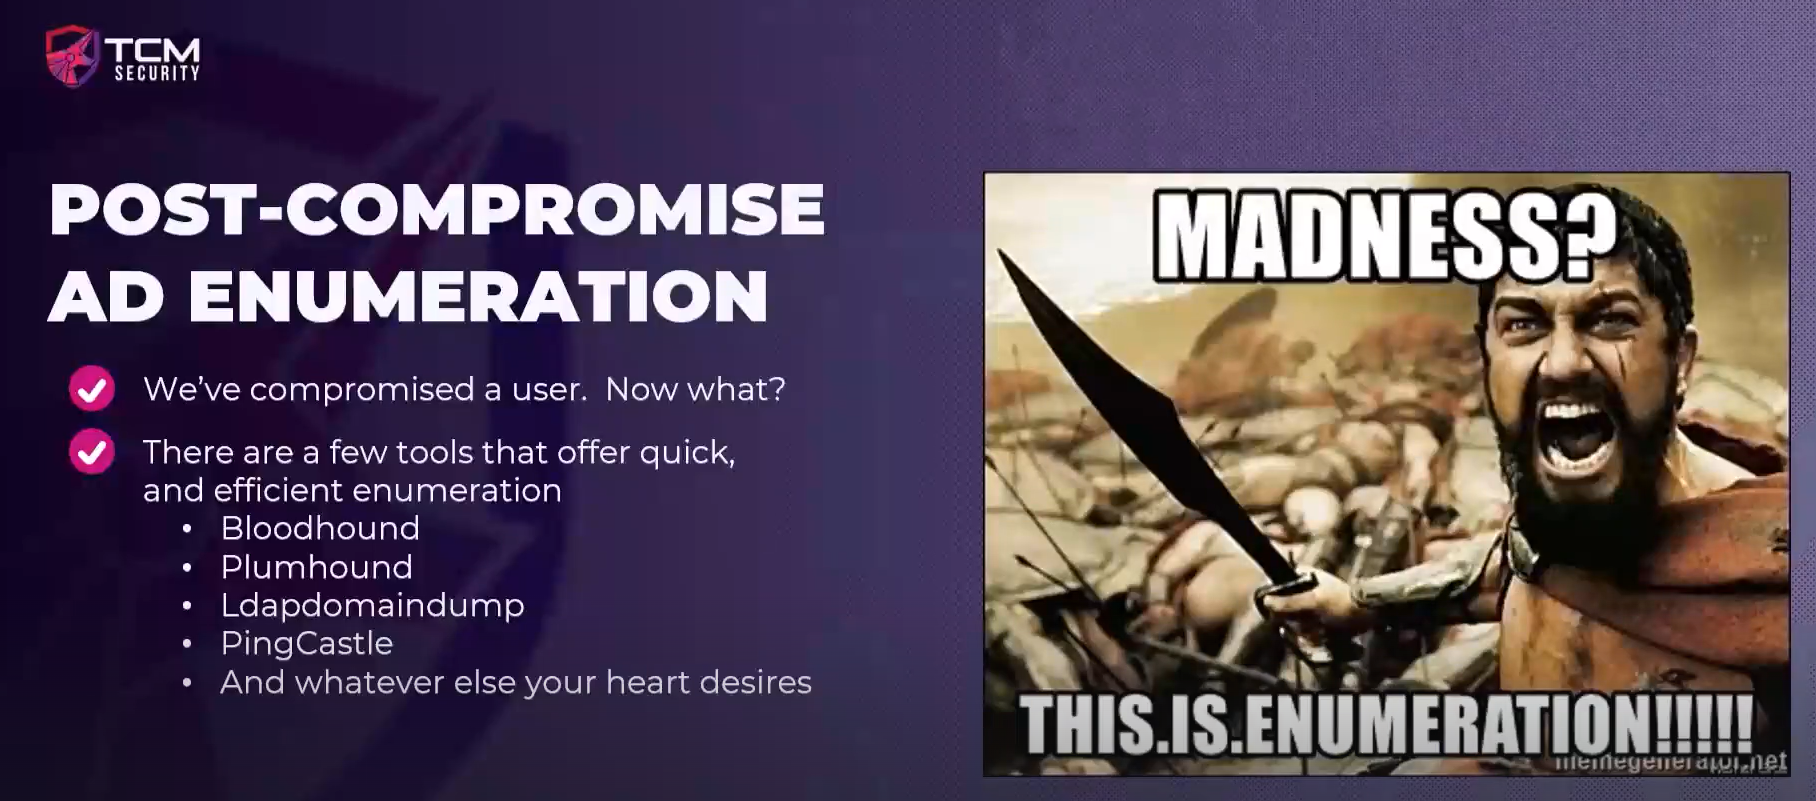 TCM
SECURITY
POST-COMPROMISE
AD ENUMERATION
We've compromised a user.  Now what?
There are a few tools that offer quick,
and efficient enumeration
• Bloodhound
• Plumhound
• Ldapdomaindump
• PingCastle
• And whatever else your heart desires
MADNESS?
THIS.IS.ENUMERATION!!!!!
memegenerator.net